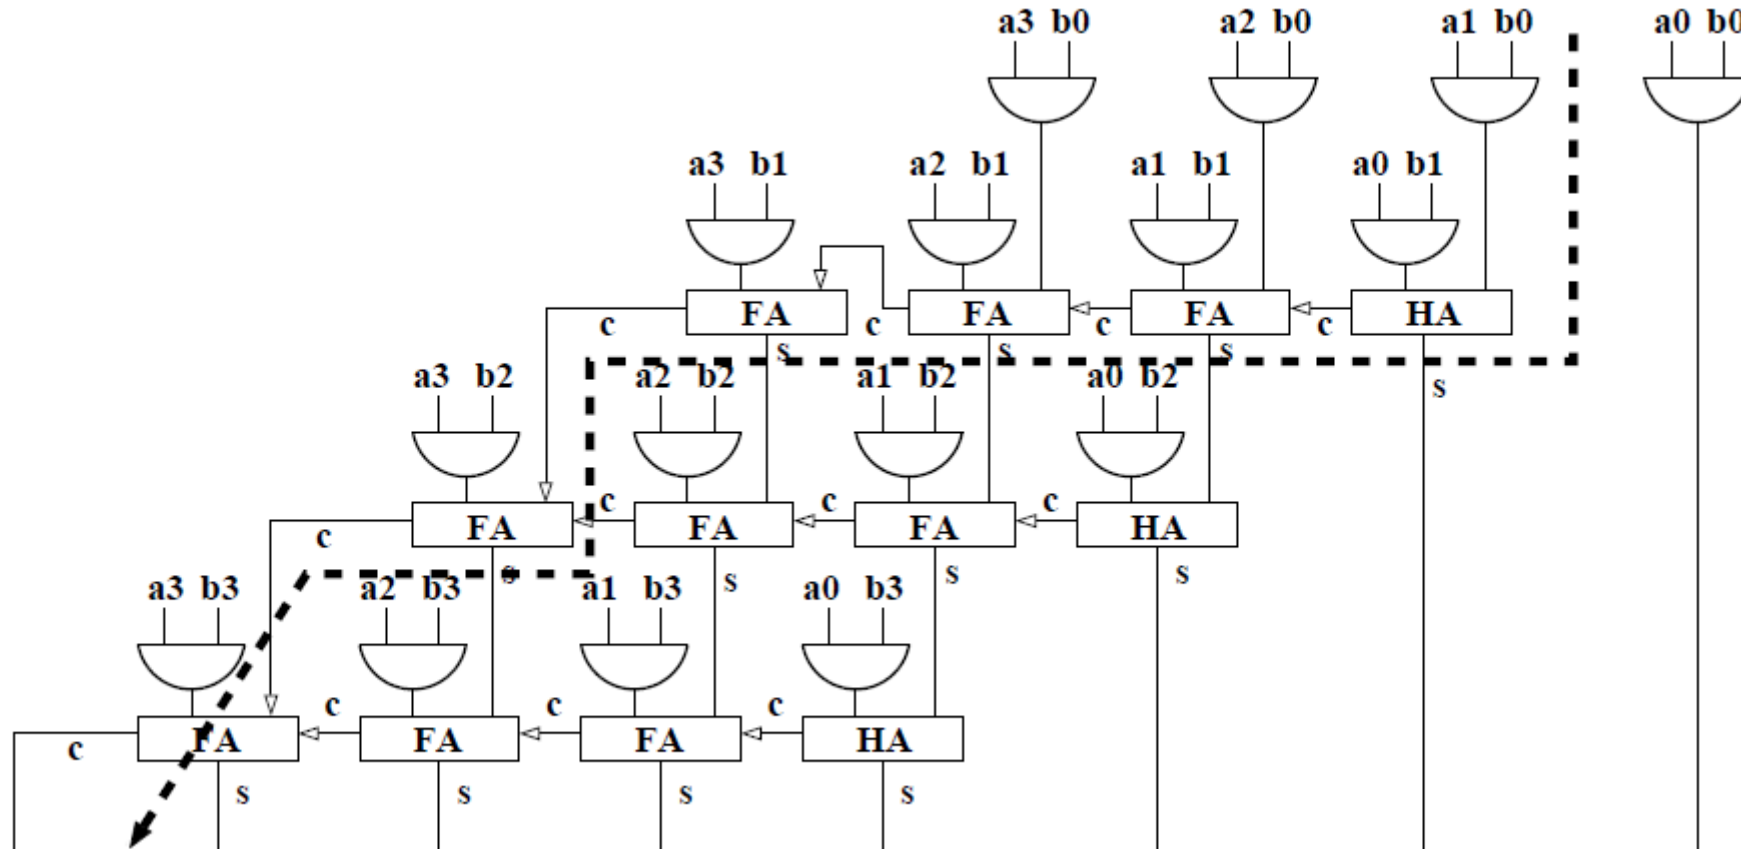 a3 b0 a2 b0 a1 b0 a0 b0
a3 b1 a2 b1 a1 b1 a0 b1
FA FA FA HA
c c c c
s s s
a3 b2 a2 b2 a1 b2 a0 b2
s
c c c
FA FA FA HA
c
s s s s
a3 b3 a2 b3 a1 b3 a0 b3
c c c
FA FA FA HA
c
s s s s